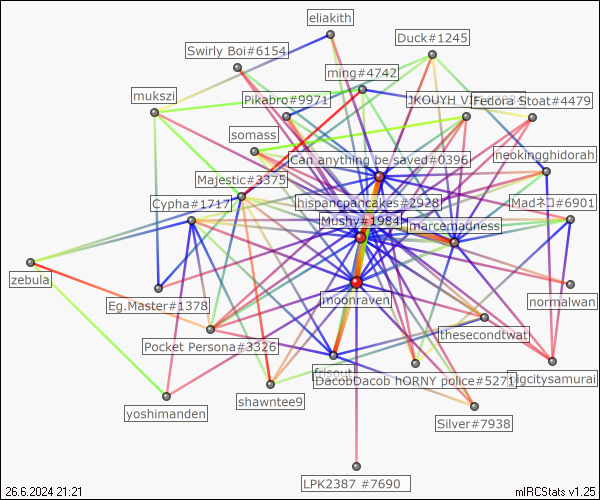 eliakith
Duck#1245
Swirly Boi#6154
ming#4742
mukszi
Pikabro#9971
JKOUYH
Fedora Stoat#4479
somass
Can anything be saved#0396
neokingghidorah
Majestic#3375
Cypha#1717
hispancpancakes#2928
Madネコ#6901
Mushy#1984
marcemadness
zebula
moonraven
normalwan
Eg.Master#1378
thesecondtwat
Pocket Persona#3326
frisout
DacobDacob hORNY police#5271
bigcitysamurai
shawntee9
yoshimanden
Silver#7938
LPK2387 #7690
26.6.2024 21:21
mIRCStats v1.25